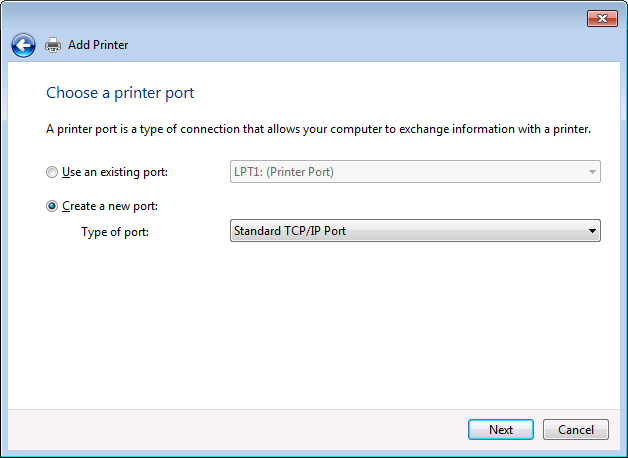 Add Printer
Choose a printer port
A printer port is a type of connection that allows your computer to exchange information with a printer.
Use an existing port: LPT1: (Printer Port)
Create a new port:
Type of port: Standard TCP/IP Port
Next Cancel